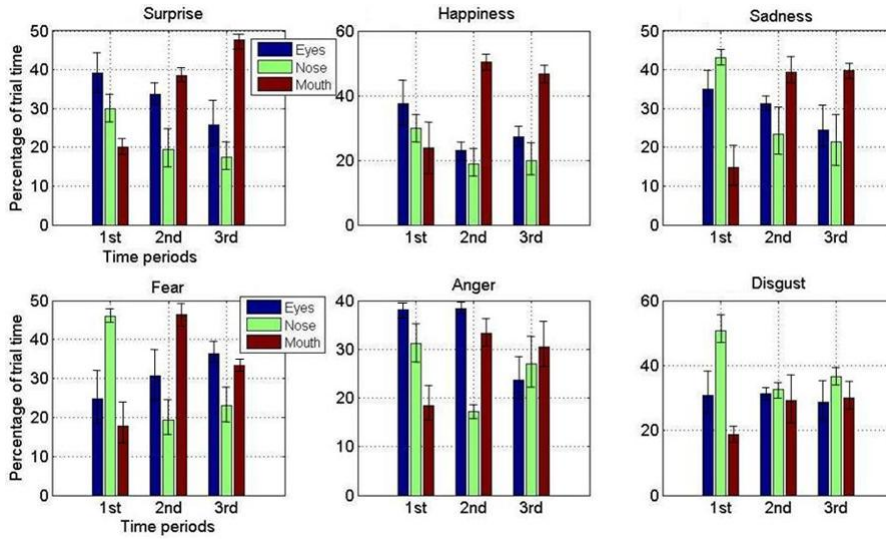 Surprise
Happiness
Sadness
Percentage of trial time
50
40
30
20
10
0
Eyes
Nose
Mouth
60
40
20
0
50
40
30
20
10
0
1st 2nd 3rd
1st 2nd 3rd
1st 2nd 3rd
Time periods
Fear
Anger
Disgust
Percentage of trial time
50
40
30
20
10
0
Eyes
Nose
Mouth
40
30
20
10
0
60
40
20
0
1st 2nd 3rd
1st 2nd 3rd
1st 2nd 3rd
Time periods